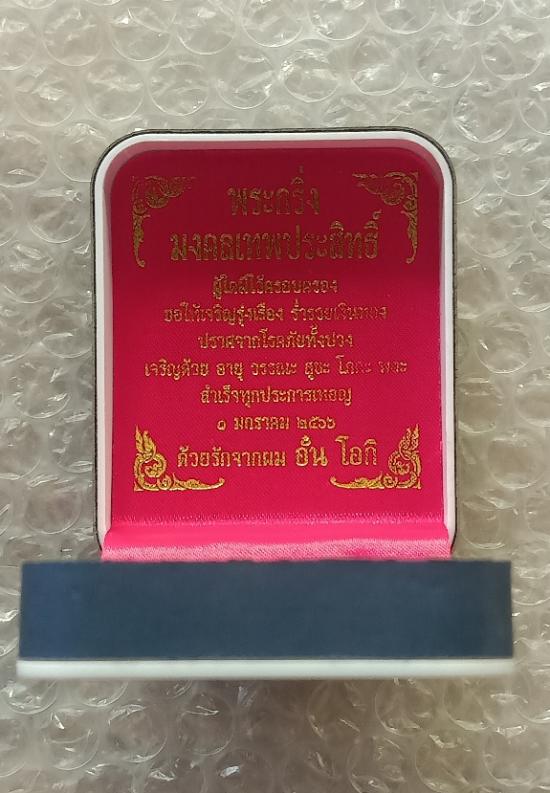 พระกริ่ง
มงคลเทพประสิทธิ์
ผู้ใดมีไว้ครอบครอง
ขอให้เจริญรุ่งเรือง ร่ำรวยเงินทอง
ปราศจากโรคภัยทั้งปวง
เจริญด้วย อายุ วรรณะ สุขะ โภคะ พละ
สำเร็จทุกประการเทอญ
๑ มกราคม ๒๕๖๖
ด้วยรักจากผม อั๋น โอกิ